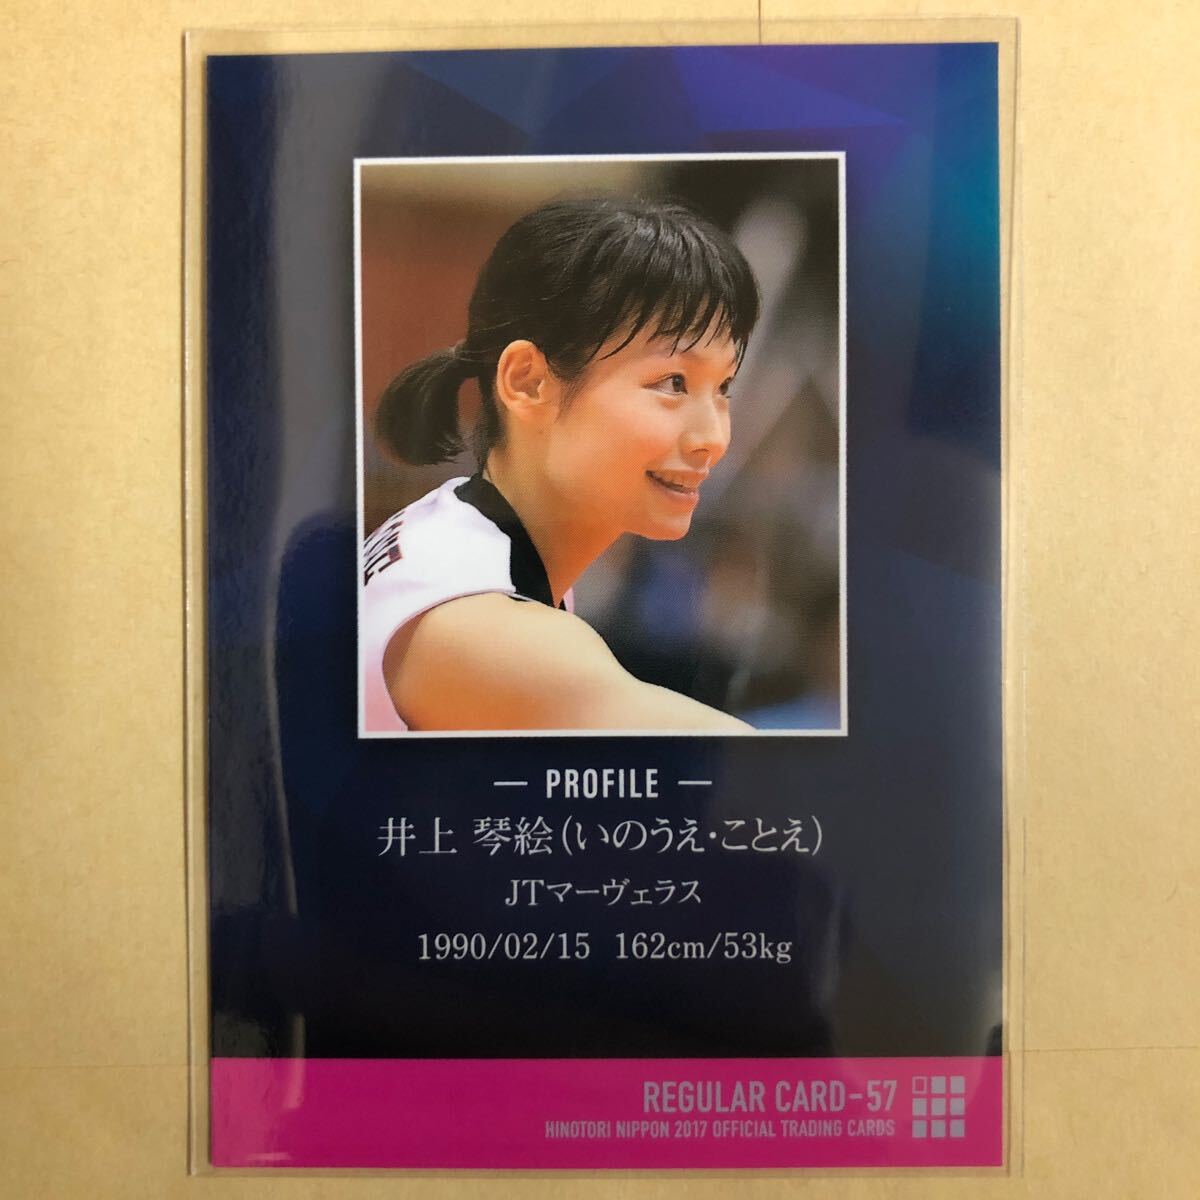 — PROFILE —
井上 琴絵(いのうえ・ことえ)
JTマーヴェラス
1990/02/15 162cm/53kg
REGULAR CARD-57
HINOTORI NIPPON 2017 OFFICIAL TRADING CARDS